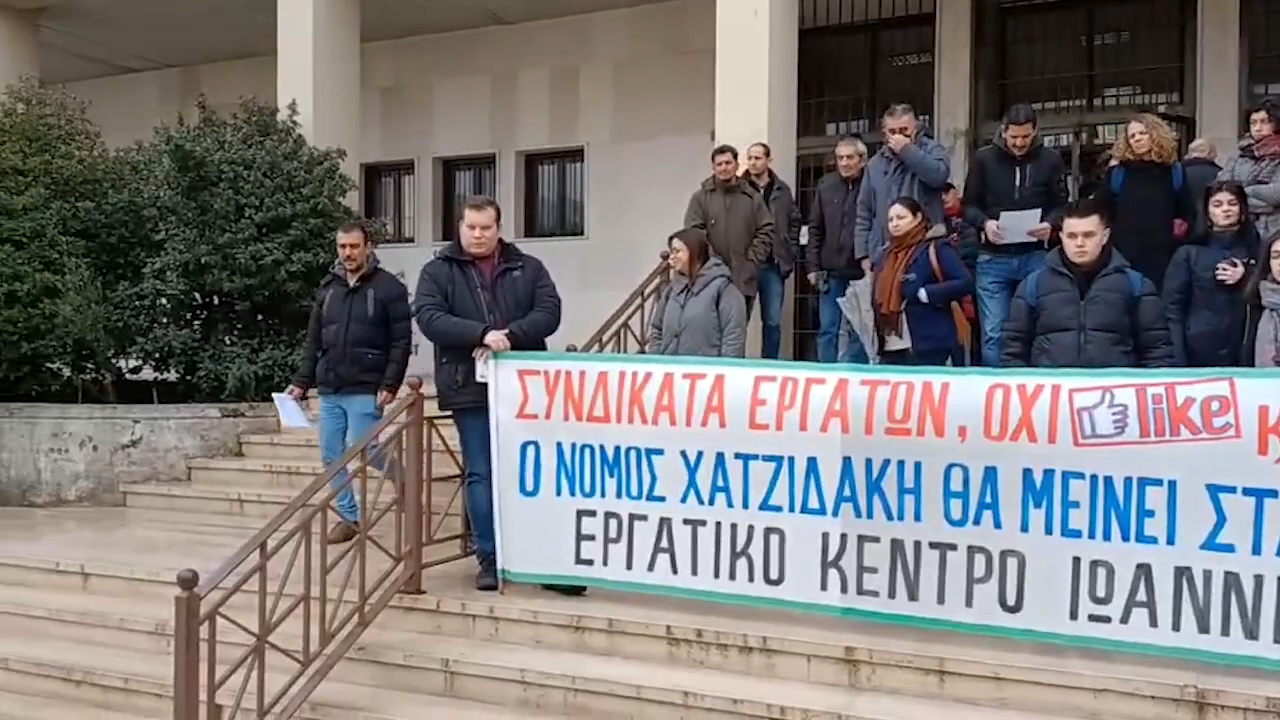 ΣΥΝΔΙΚΑΤΑ ΕΡΓΑΤΩΝ, ΟΧΙ like
Ο ΝΟΜΟΣ ΧΑΤΖΙΔΑΚΗ ΘΑ ΜΕΙΝΕΙ ΣΤ
ΕΡΓΑΤΙΚΟ ΚΕΝΤΡΟ ΙΩΑΝΝ